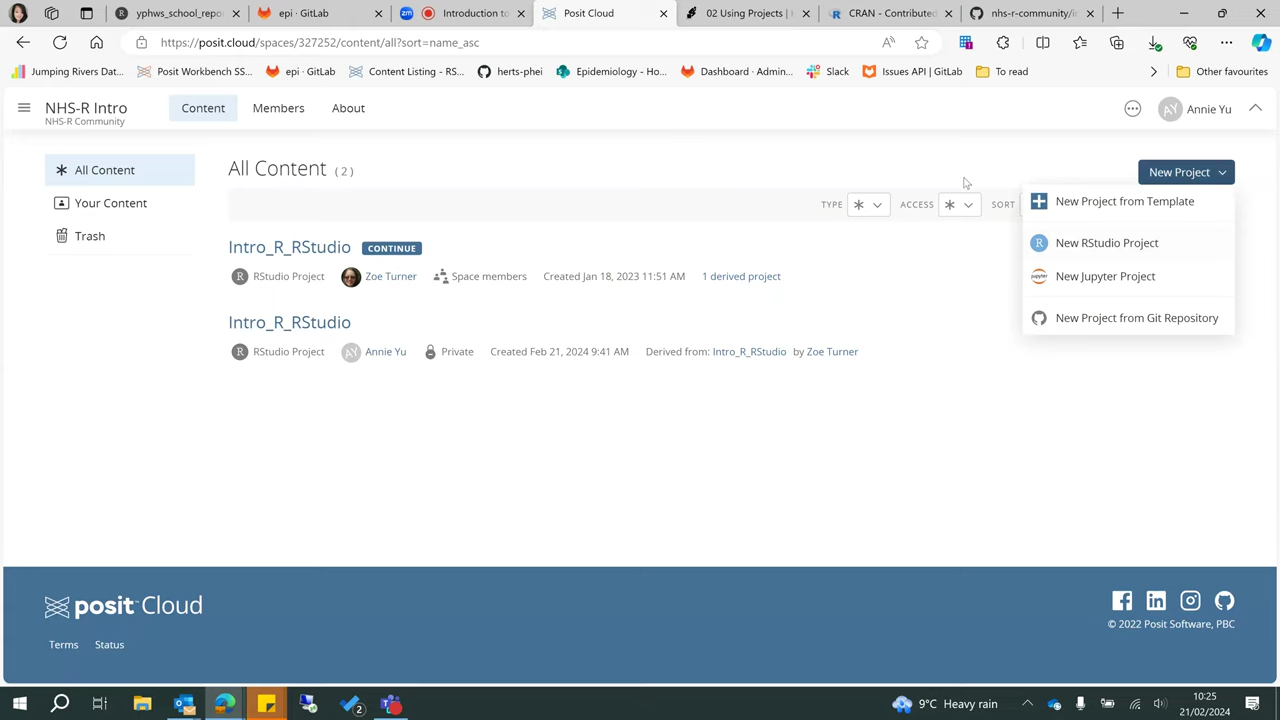 vphws_school_repo
epi · GitLab
Introduction to
Posit Cloud
02 Using Projects | H
CRAN - Contributed
nhs-r-community/in
https://posit.cloud/spaces/327252/content/all?sort=name_asc
Jumping Rivers Dat...
Posit Workbench SS...
epi · GitLab
Content Listing - RS...
herts-phei
Epidemiology - Ho...
Dashboard · Admin...
Slack
Issues API | GitLab
To read
Other favourites
NHS-R Intro
NHS-R Community
Content
Members
About
AY
Annie Yu
All Content
Your Content
Trash
All Content ( 2 )
New Project
TYPE
ACCESS
SORT
New Project from Template
New RStudio Project
New Jupyter Project
New Project from Git Repository
Intro_R_RStudio CONTINUE
RStudio Project Zoe Turner Space members Created Jan 18, 2023 11:51 AM 1 derived project
Intro_R_RStudio
RStudio Project AY Annie Yu Private Created Feb 21, 2024 9:41 AM Derived from: Intro_R_RStudio by Zoe Turner
posit Cloud
Terms
Status
© 2022 Posit Software, PBC
2
9°C Heavy rain
10:25
21/02/2024